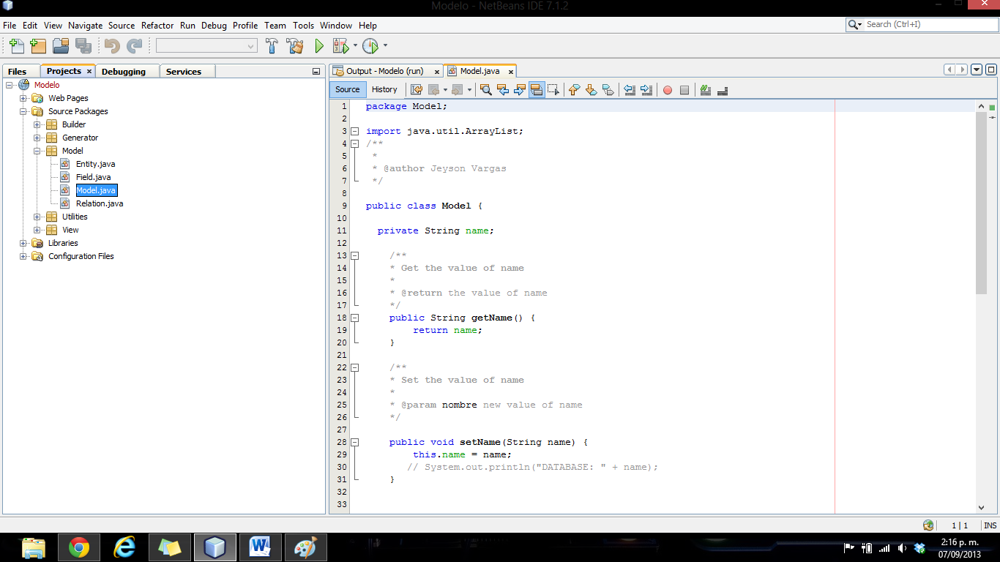 Modelo - NetBeans IDE 7.1.2
File Edit View Navigate Source Refactor Run Debug Profile Team Tools Window Help
Search (Ctrl+I)
Files Projects Debugging Services
Output - Modelo (run) Model.java
Source History
Modelo
Web Pages
Source Packages
Builder
Generator
Model
Entity.java
Field.java
Model.java
Relation.java
Utilities
View
Libraries
Configuration Files
1 package Model;
2
3 import java.util.ArrayList;
4 /**
5 *
6 * @author Jeyson Vargas
7 */
8
9 public class Model {
10
11 private String name;
12
13 /**
14 * Get the value of name
15 *
16 * @return the value of name
17 */
18 public String getName() {
19 return name;
20 }
21
22 /**
23 * Set the value of name
24 *
25 * @param nombre new value of name
26 */
27
28 public void setName(String name) {
29 this.name = name;
30 // System.out.println("DATABASE: " + name);
31 }
32
33
1 | 1 INS
2:16 p. m.
07/09/2013